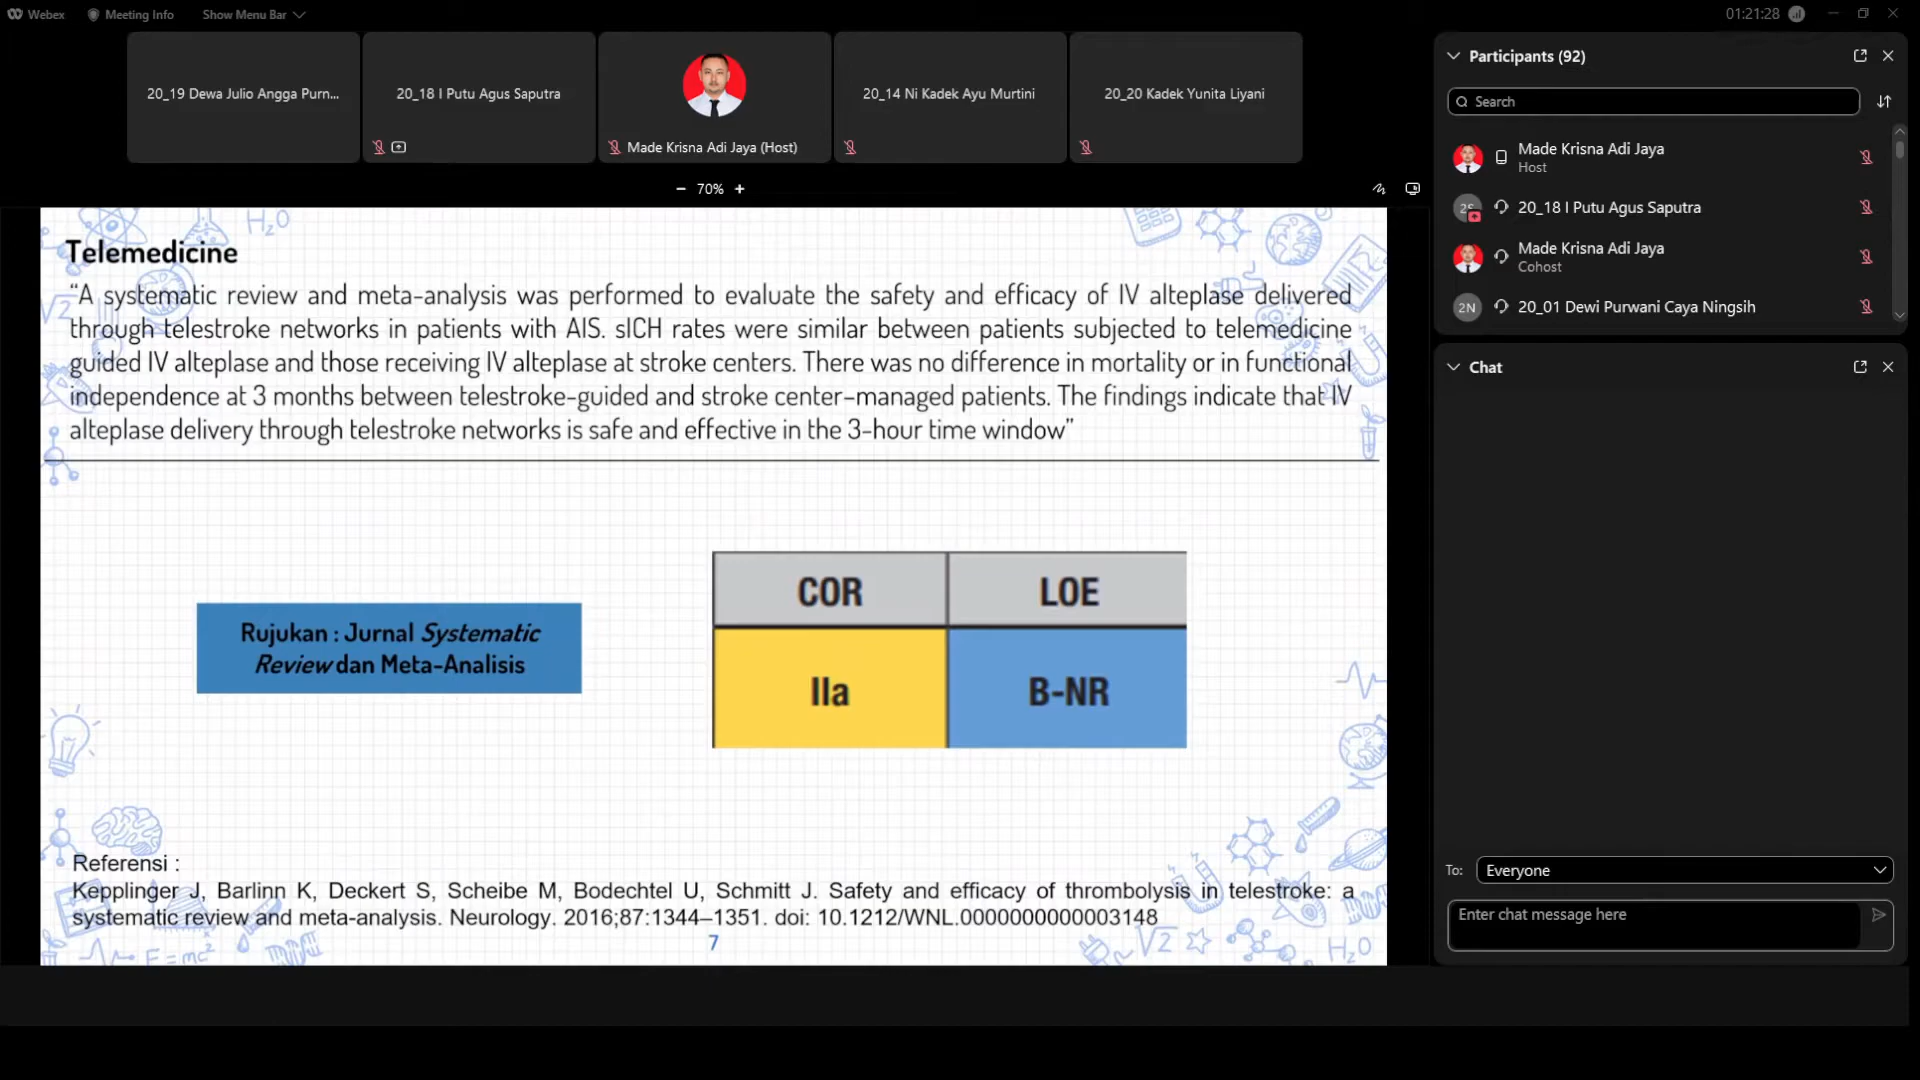 Webex
Meeting Info
Show Menu Bar
01:21:28
20_19 Dewa Julio Angga Purn...
20_18 I Putu Agus Saputra
Made Krisna Adi Jaya (Host)
20_14 Ni Kadek Ayu Murtini
20_20 Kadek Yunita Liyani
− 70% +
Telemedicine
“A systematic review and meta-analysis was performed to evaluate the safety and efficacy of IV alteplase delivered
through telestroke networks in patients with AIS. sICH rates were similar between patients subjected to telemedicine
guided IV alteplase and those receiving IV alteplase at stroke centers. There was no difference in mortality or in functional
independence at 3 months between telestroke-guided and stroke center–managed patients. The findings indicate that IV
alteplase delivery through telestroke networks is safe and effective in the 3-hour time window”
Rujukan : Jurnal Systematic
Review dan Meta-Analisis
COR LOE
IIa B-NR
Referensi :
Kepplinger J, Barlinn K, Deckert S, Scheibe M, Bodechtel U, Schmitt J. Safety and efficacy of thrombolysis in telestroke: a
systematic review and meta-analysis. Neurology. 2016;87:1344–1351. doi: 10.1212/WNL.0000000000003148
7
H₂O
√2
E=mc²
√2
H₂O
Participants (92)
Search
Made Krisna Adi Jaya
Host
2S
20_18 I Putu Agus Saputra
Made Krisna Adi Jaya
Cohost
2N
20_01 Dewi Purwani Caya Ningsih
Chat
To:
Everyone
Enter chat message here